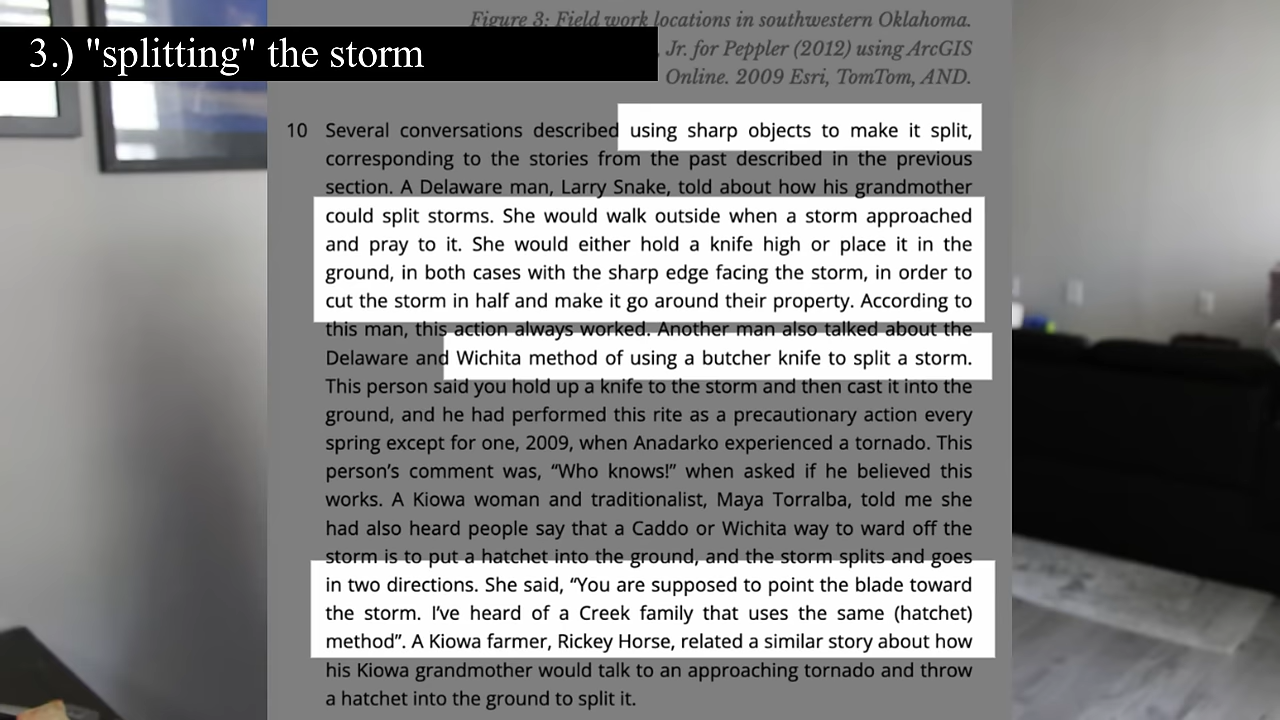 Figure 3: Field work locations in southwestern Oklahoma.
3.) "splitting" the storm
Jr. for Peppler (2012) using ArcGIS
Online. 2009 Esri, TomTom, AND.
10 Several conversations described using sharp objects to make it split,
corresponding to the stories from the past described in the previous
section. A Delaware man, Larry Snake, told about how his grandmother
could split storms. She would walk outside when a storm approached
and pray to it. She would either hold a knife high or place it in the
ground, in both cases with the sharp edge facing the storm, in order to
cut the storm in half and make it go around their property. According to
this man, this action always worked. Another man also talked about the
Delaware and Wichita method of using a butcher knife to split a storm.
This person said you hold up a knife to the storm and then cast it into the
ground, and he had performed this rite as a precautionary action every
spring except for one, 2009, when Anadarko experienced a tornado. This
person’s comment was, “Who knows!” when asked if he believed this
works. A Kiowa woman and traditionalist, Maya Torralba, told me she
had also heard people say that a Caddo or Wichita way to ward off the
storm is to put a hatchet into the ground, and the storm splits and goes
in two directions. She said, “You are supposed to point the blade toward
the storm. I’ve heard of a Creek family that uses the same (hatchet)
method”. A Kiowa farmer, Rickey Horse, related a similar story about how
his Kiowa grandmother would talk to an approaching tornado and throw
a hatchet into the ground to split it.